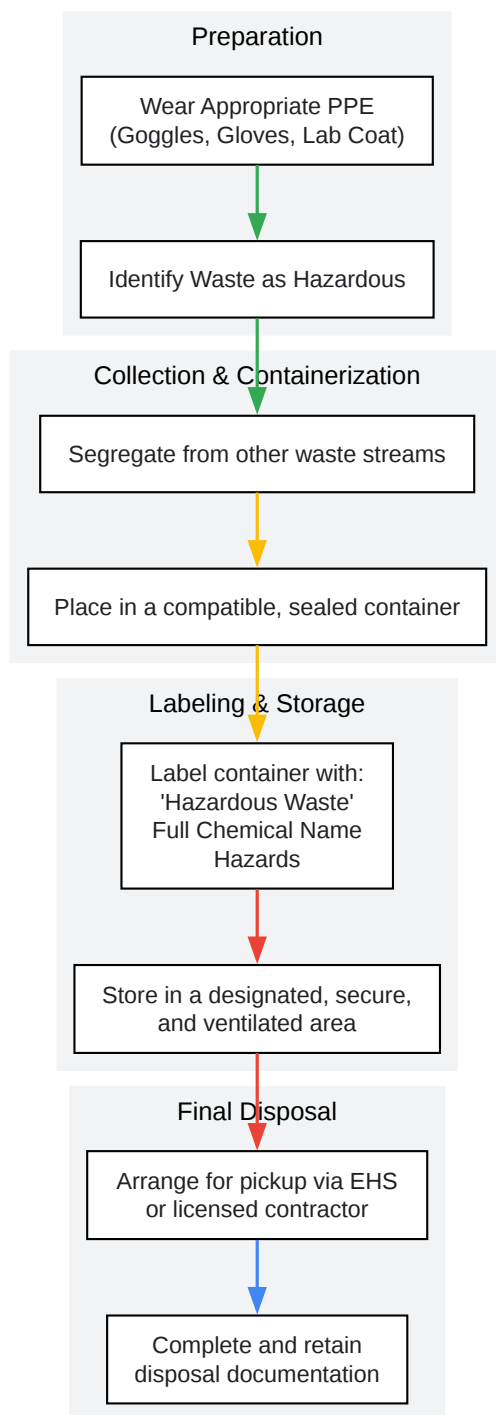 Preparation
Wear Appropriate PPE
(Goggles, Gloves, Lab Coat)
Identify Waste as Hazardous
Collection & Containerization
Segregate from other waste streams
Place in a compatible, sealed container
Labeling & Storage
Label container with:
'Hazardous Waste'
Full Chemical Name
Hazards
Store in a designated, secure,
and ventilated area
Final Disposal
Arrange for pickup via EHS
or licensed contractor
Complete and retain
disposal documentation